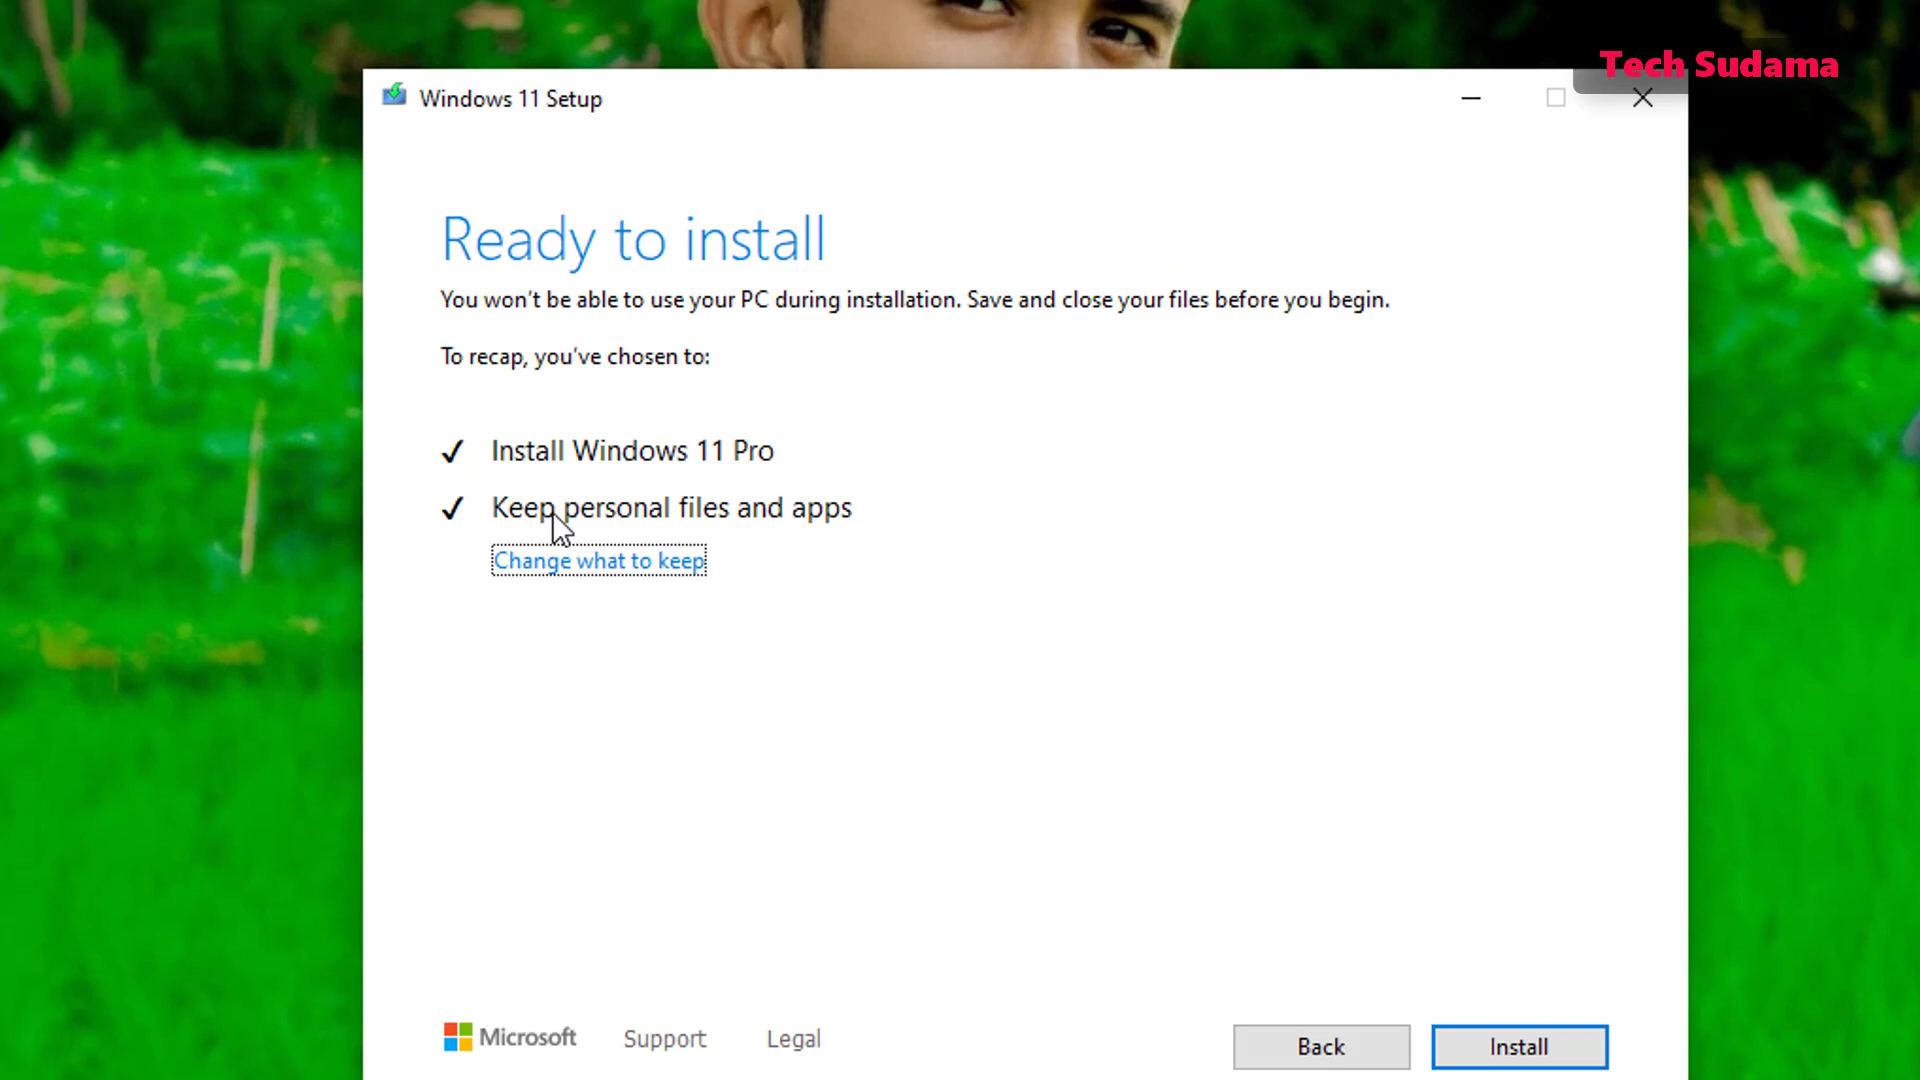 Tech Sudama
Windows 11 Setup
Ready to install
You won't be able to use your PC during installation. Save and close your files before you begin.
To recap, you've chosen to:
✓ Install Windows 11 Pro
✓ Keep personal files and apps
Change what to keep
Microsoft Support Legal
Back Install